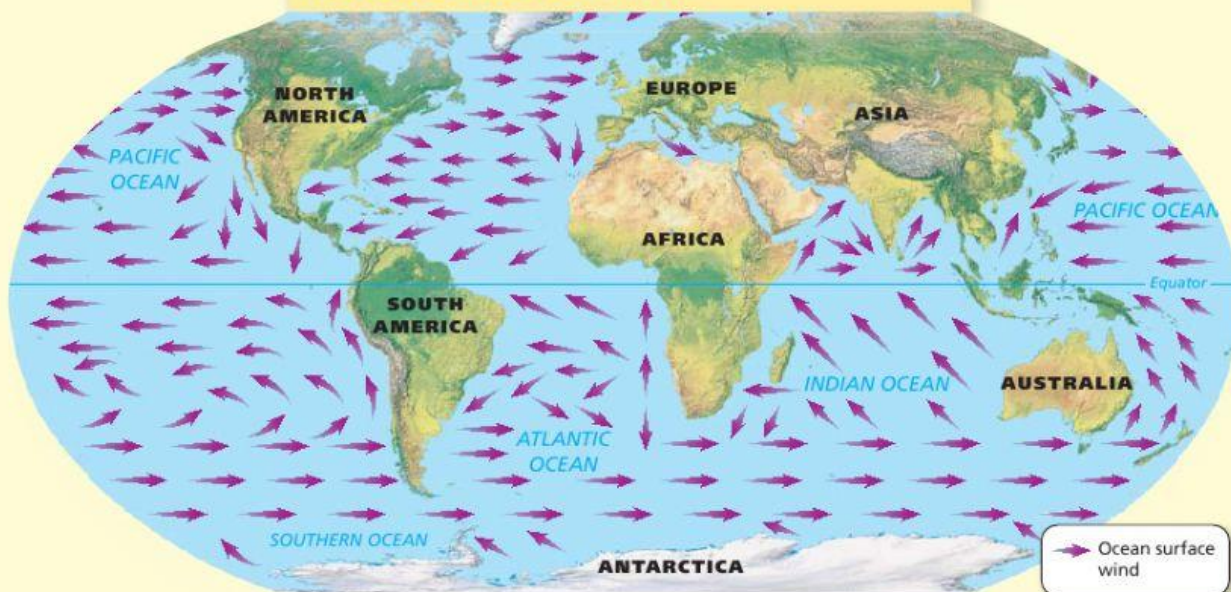 NORTH
AMERICA
EUROPE
ASIA
PACIFIC
OCEAN
PACIFIC OCEAN
AFRICA
Equator
SOUTH
AMERICA
INDIAN OCEAN
AUSTRALIA
ATLANTIC
OCEAN
SOUTHERN OCEAN
ANTARCTICA
Ocean surface
wind